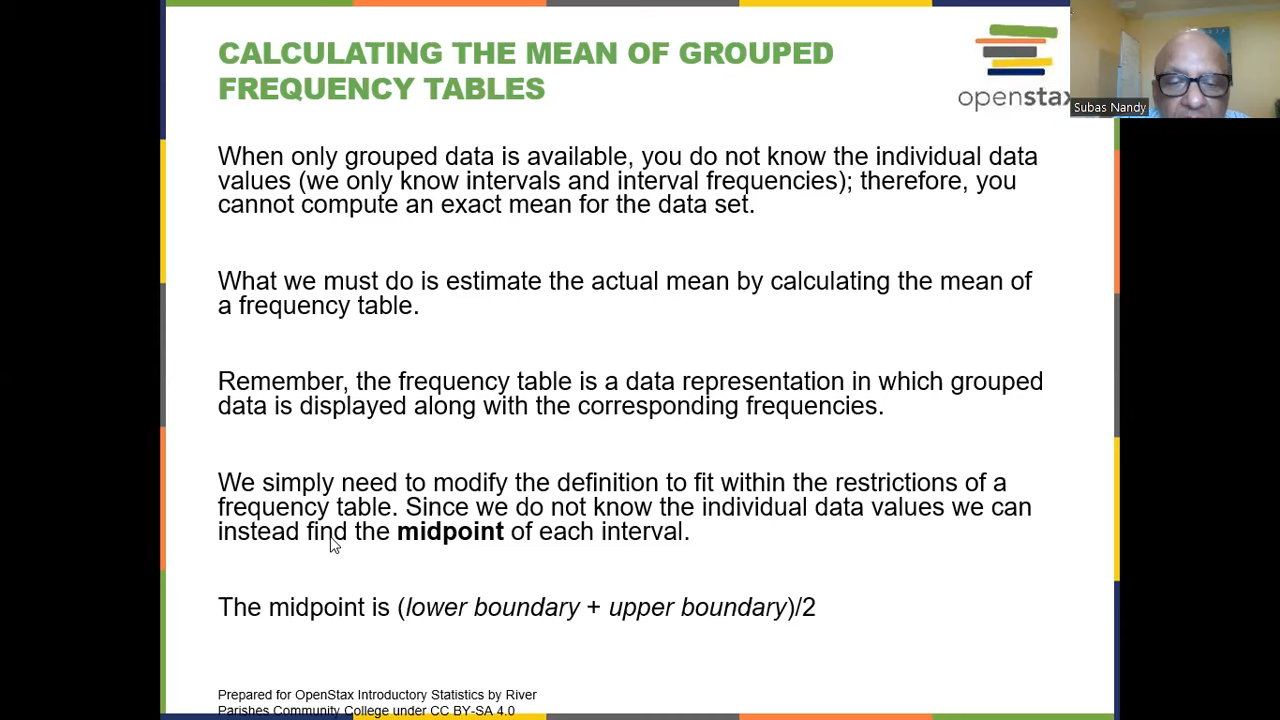 CALCULATING THE MEAN OF GROUPED
FREQUENCY TABLES
openstax
Subas Nandy
When only grouped data is available, you do not know the individual data
values (we only know intervals and interval frequencies); therefore, you
cannot compute an exact mean for the data set.
What we must do is estimate the actual mean by calculating the mean of
a frequency table.
Remember, the frequency table is a data representation in which grouped
data is displayed along with the corresponding frequencies.
We simply need to modify the definition to fit within the restrictions of a
frequency table. Since we do not know the individual data values we can
instead find the midpoint of each interval.
The midpoint is (lower boundary + upper boundary)/2
Prepared for OpenStax Introductory Statistics by River
Parishes Community College under CC BY-SA 4.0